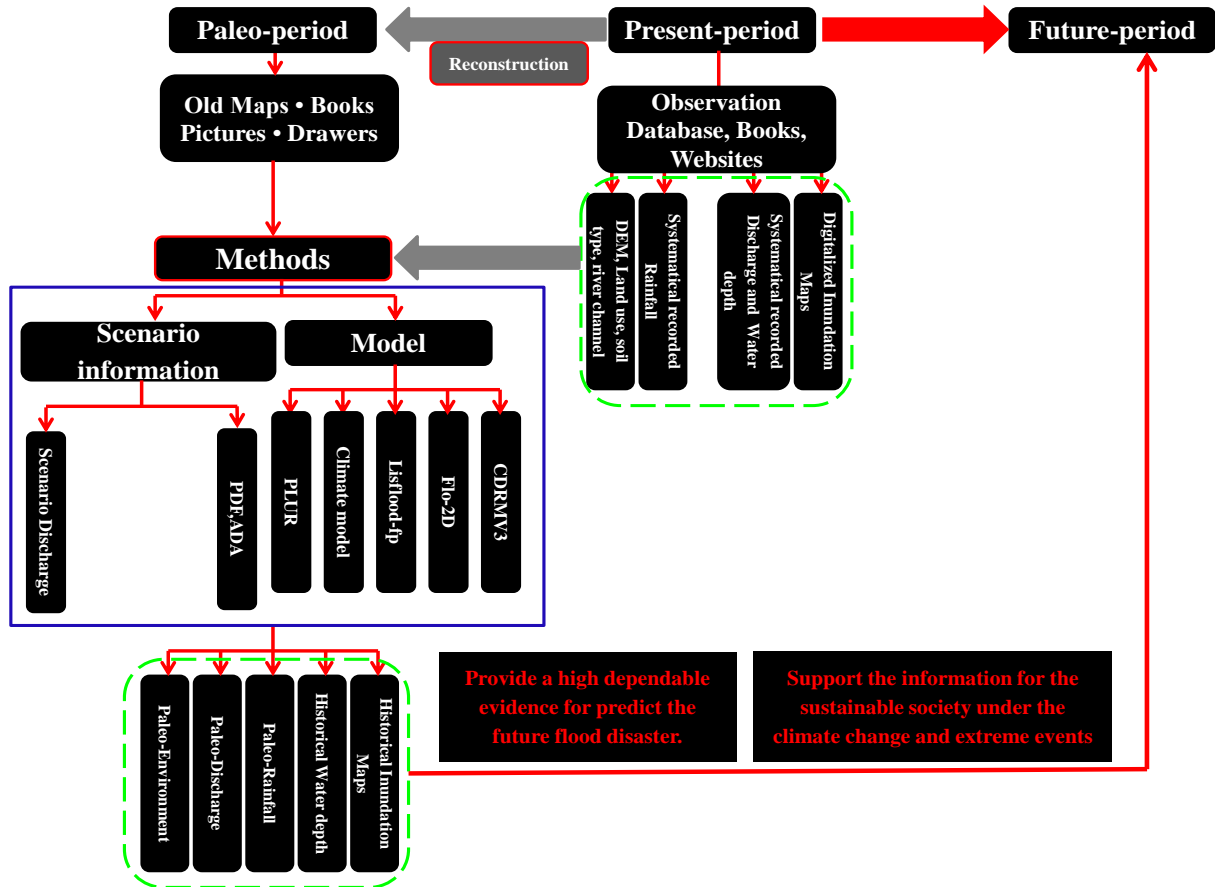 Paleo-period
Present-period
Future-period
Reconstruction
Old Maps • Books
Pictures • Drawers
Observation
Database, Books,
Websites
DEM, Land use, soil
type, river channel
Systematical recorded
Rainfall
Systematical recorded
Discharge and Water
depth
Digitalized Inundation
Maps
Methods
Scenario
information
Model
Scenario Discharge
PDF,ADA
PLUR
Climate model
Lisflood-fp
Flo-2D
CDRMV3
Paleo-Environment
Paleo-Discharge
Paleo-Rainfall
Historical Water
depth
Historical Inundation
Maps
Provide a high dependable
evidence for predict the
future flood disaster.
Support the information for the
sustainable society under the
climate change and extreme events